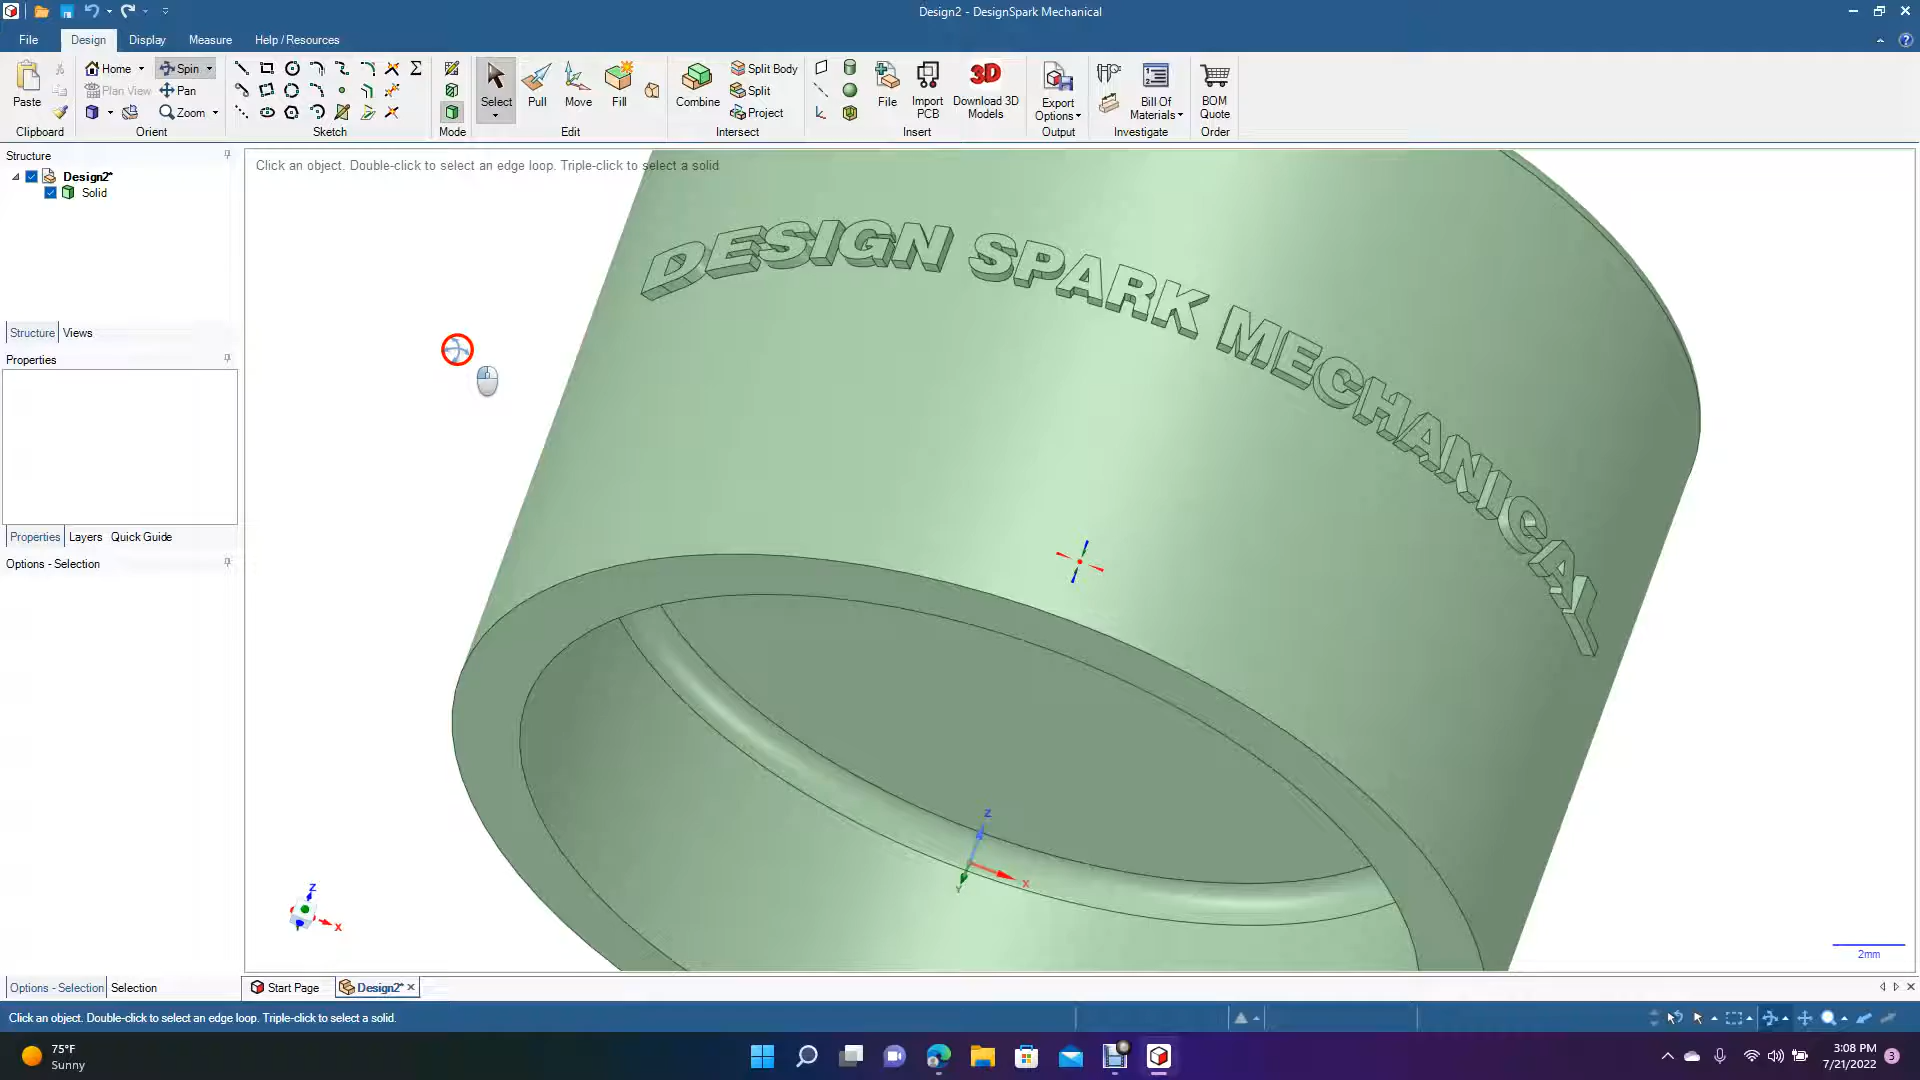 Design2 - DesignSpark Mechanical
File Design Display Measure Help / Resources
Paste
Home
Spin
Plan View
Pan
Zoom
Select
Pull
Move
Fill
Combine
Split Body
Split
Project
File
Import PCB
Download 3D Models
Export Options
Bill Of Materials
BOM Quote
Clipboard Orient Sketch Mode Edit Intersect Insert Output Investigate Order
Structure
Click an object. Double-click to select an edge loop. Triple-click to select a solid
Design2*
Solid
DESIGN SPARK MECHANICAL
Structure Views
Properties
Properties Layers Quick Guide
Options - Selection
Z
X
Y
Z
X
Y
2mm
Options - Selection Selection
Start Page Design2*
Click an object. Double-click to select an edge loop. Triple-click to select a solid.
75°F
Sunny
3:08 PM
7/21/2022
3